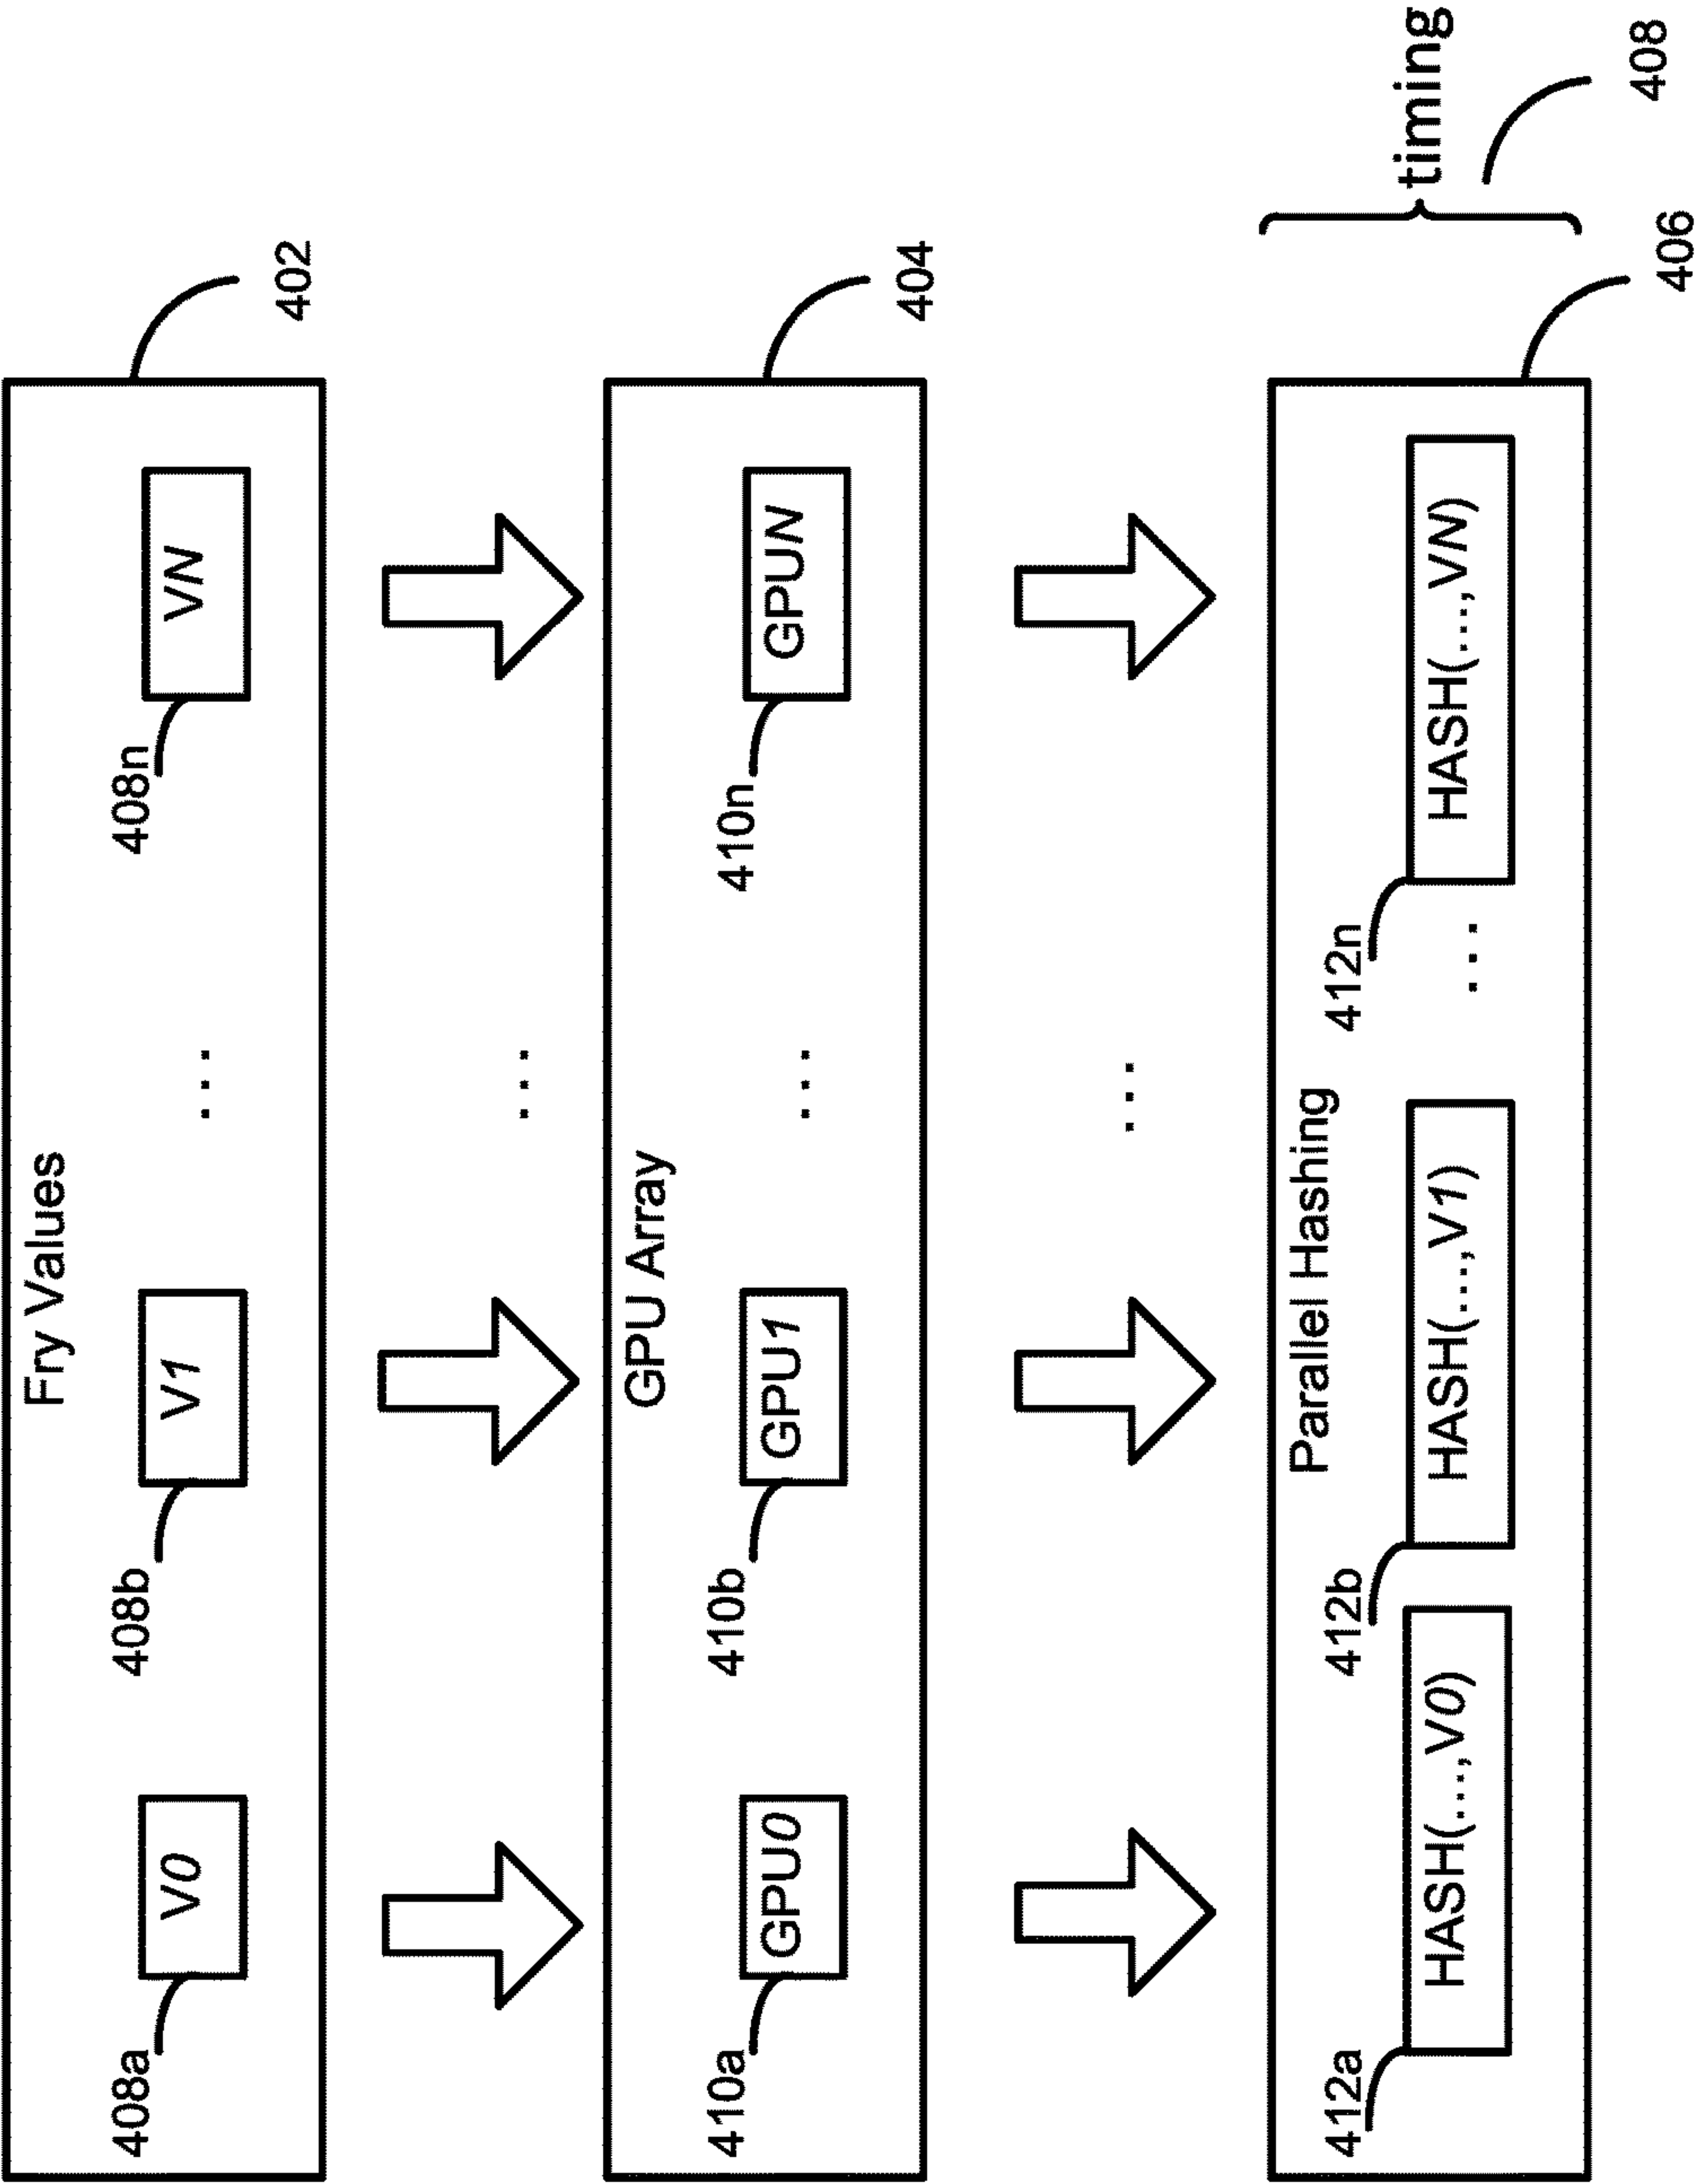 Fry Values
402
408a
V0
408b
V1
...
408n
VN
...
GPU Array
404
410a
GPU0
410b
GPU1
...
410n
GPUN
...
Parallel Hashing
406
412a
HASH(...,V0)
412b
HASH(...,V1)
...
412n
HASH(...,VN)
timing
408